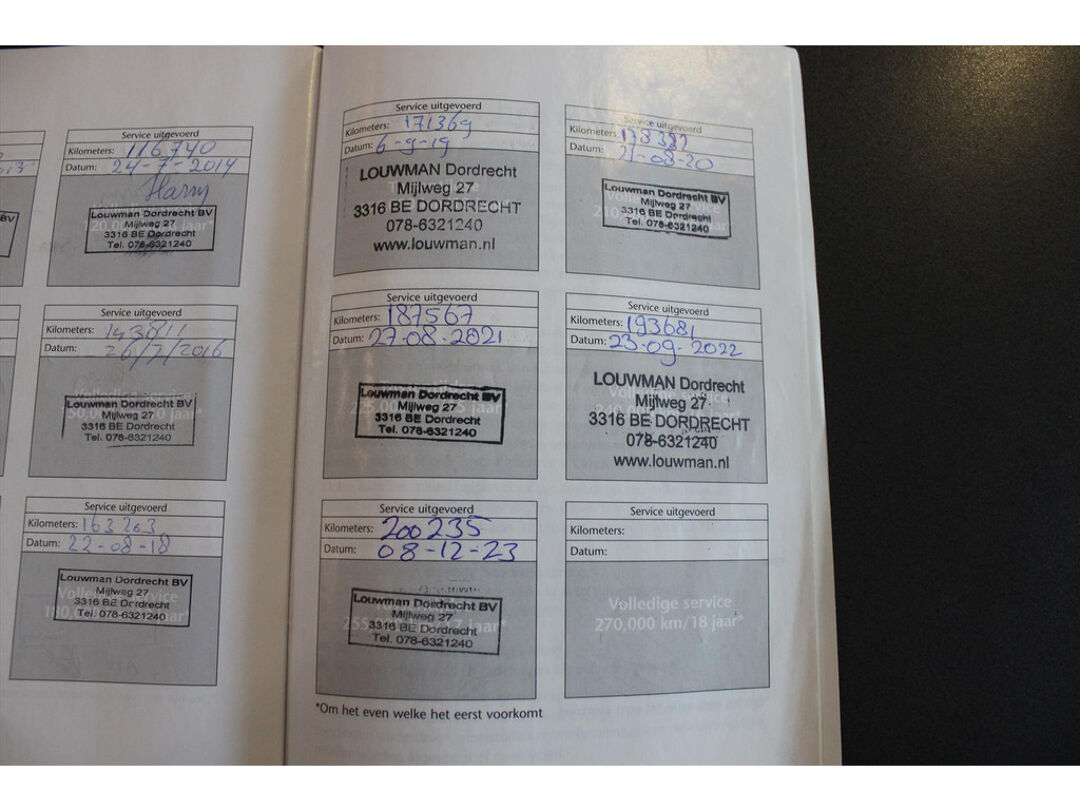 Service uitgevoerd
Kilometers: 116740
Datum: 24-7-2014
Harry
Louwman Dordrecht BV
Mijlweg 27
3316 BE Dordrecht
Tel. 078-6321240
Service uitgevoerd
Kilometers: 143811
Datum: 26/7/2016
Louwman Dordrecht BV
Mijlweg 27
3316 BE Dordrecht
Tel. 078-6321240
Service uitgevoerd
Kilometers: 163263
Datum: 22-08-18
Louwman Dordrecht BV
Mijlweg 27
3316 BE Dordrecht
Tel. 078-6321240
Service uitgevoerd
Kilometers: 171369
Datum: 6-9-19
LOUWMAN Dordrecht
Mijlweg 27
3316 BE DORDRECHT
078-6321240
www.louwman.nl
Service uitgevoerd
Kilometers: 178382
Datum: 21-08-20
Louwman Dordrecht BV
Mijlweg 27
3316 BE Dordrecht
Tel. 078-6321240
Service uitgevoerd
Kilometers: 187567
Datum: 27-08-2021
Louwman Dordrecht BV
Mijlweg 27
3316 BE Dordrecht
Tel. 078-6321240
Service uitgevoerd
Kilometers: 193681
Datum: 23-09-2022
LOUWMAN Dordrecht
Mijlweg 27
3316 BE DORDRECHT
078-6321240
www.louwman.nl
Service uitgevoerd
Kilometers: 200235
Datum: 08-12-23
Louwman Dordrecht BV
Mijlweg 27
3316 BE Dordrecht
Tel. 078-6321240
Service uitgevoerd
Kilometers:
Datum:
Volledige service
270,000 km/18 jaar*
*Om het even welke het eerst voorkomt